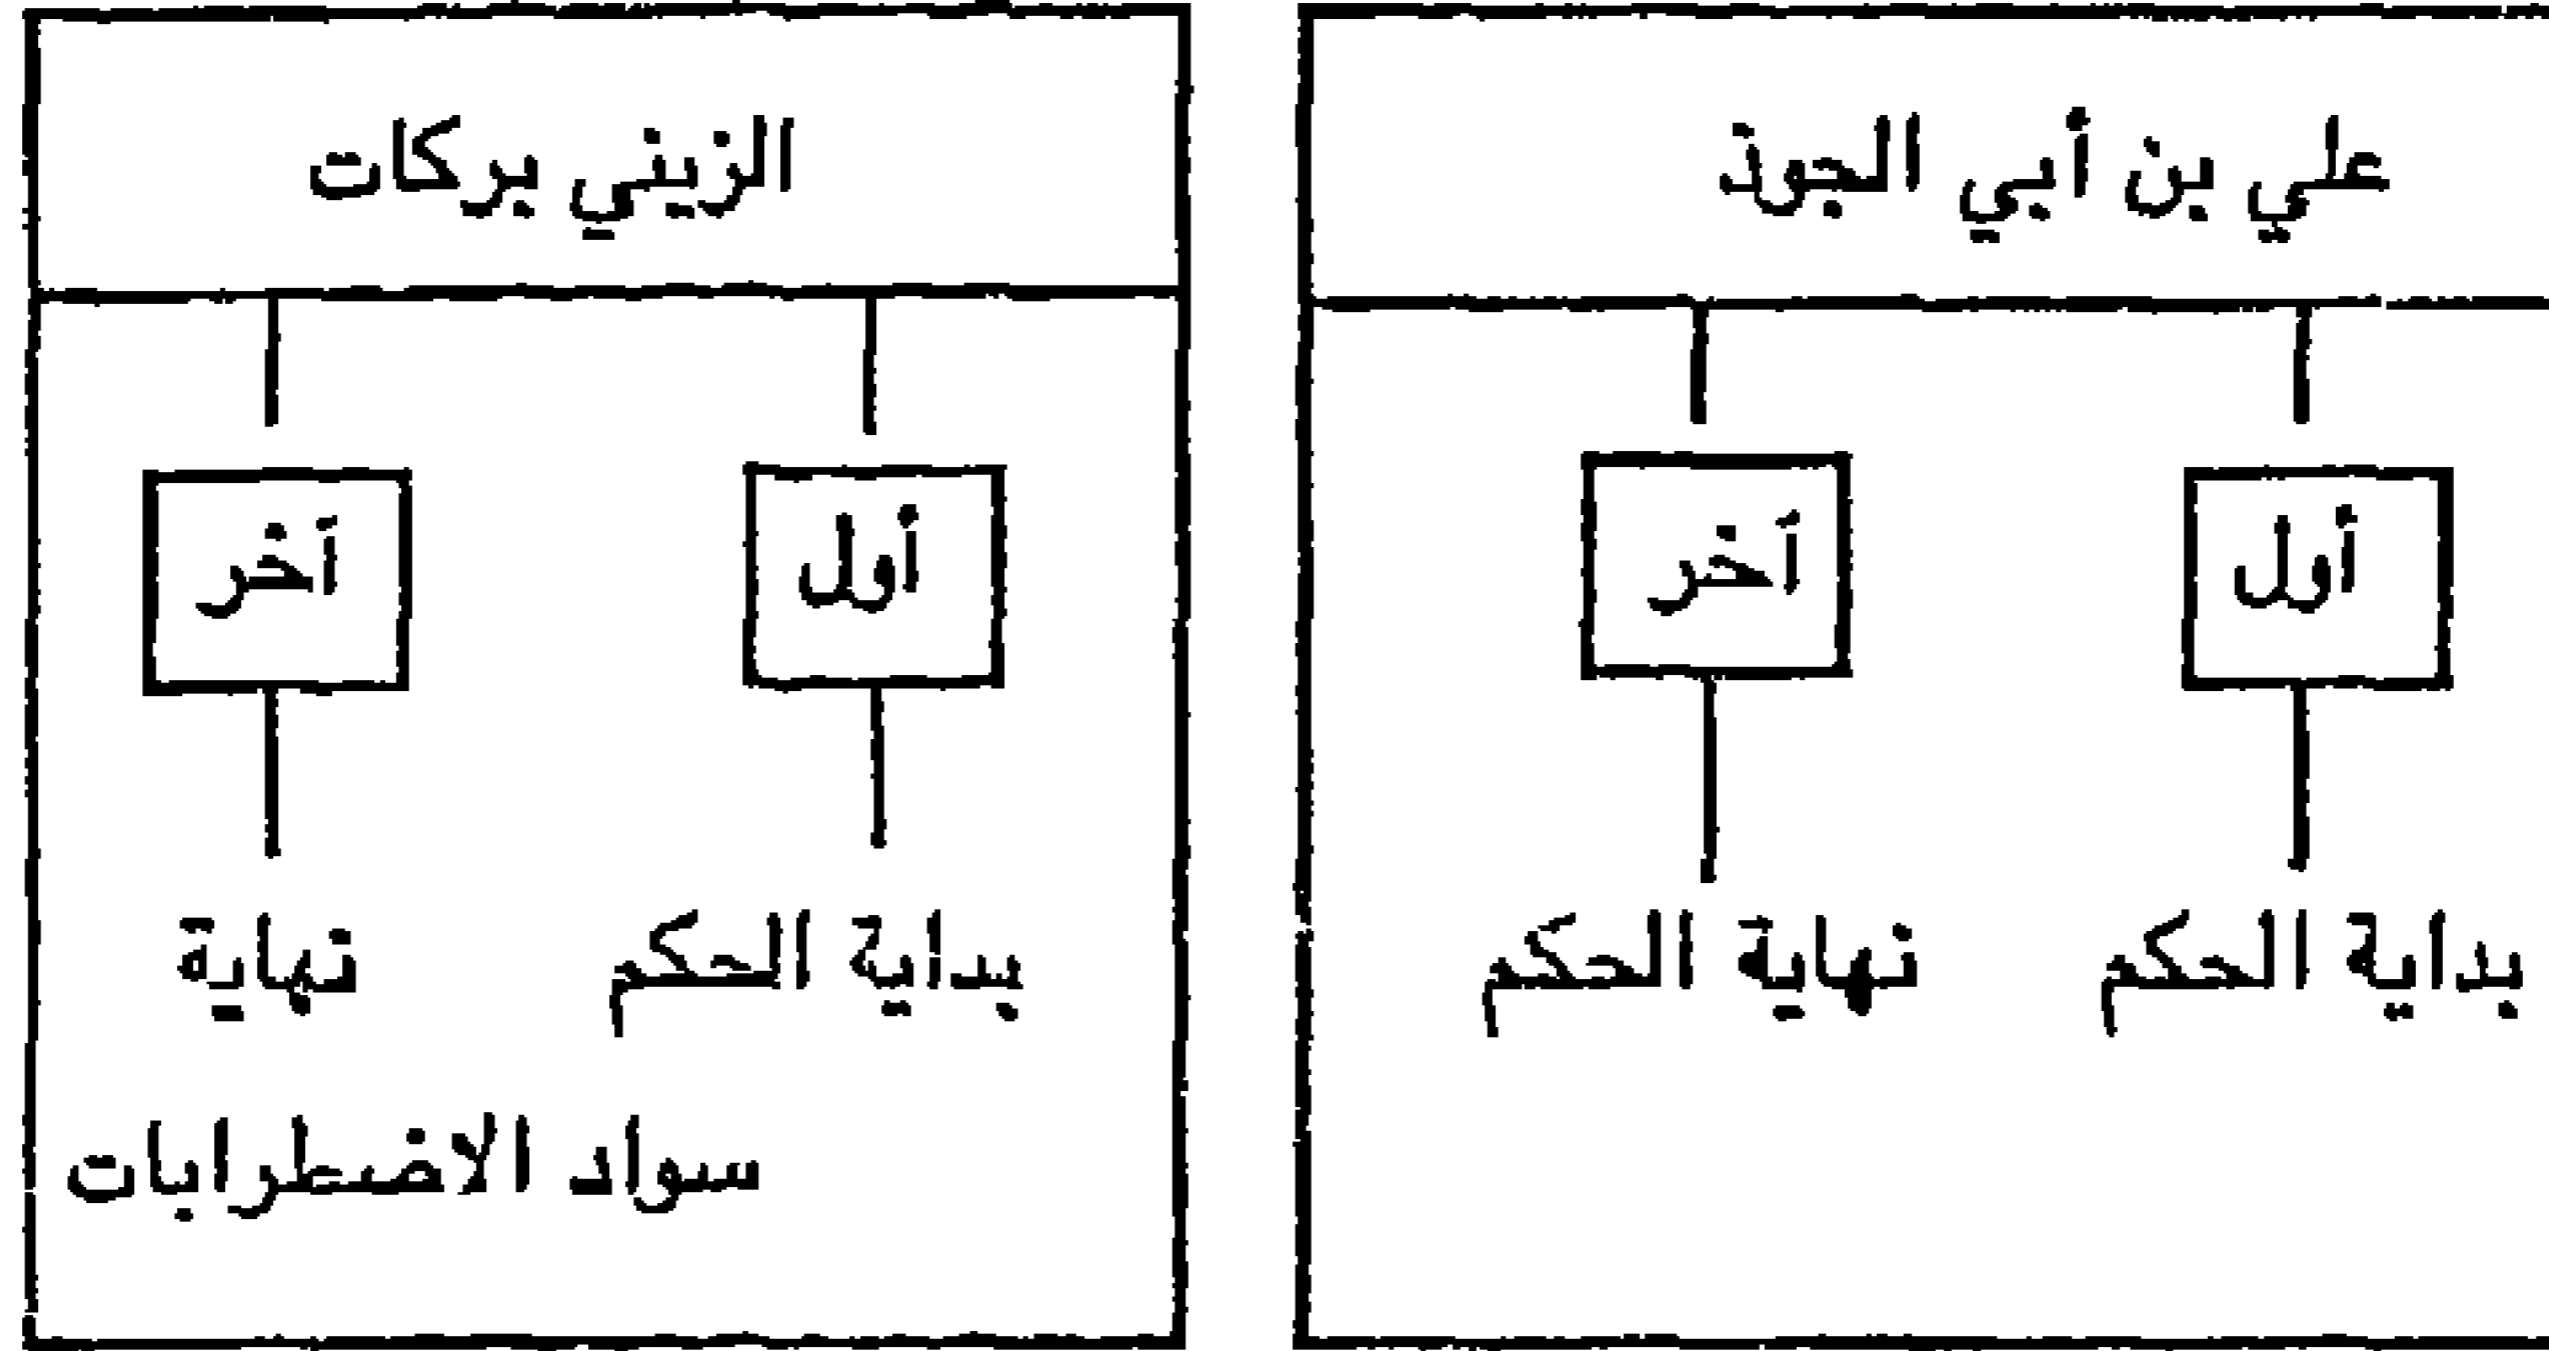 علي بن أبي الجوذ
أول
آخر
بداية الحكم
نهاية الحكم
الزيني بركات
أول
آخر
بداية الحكم
نهاية
سواد الاضطرابات